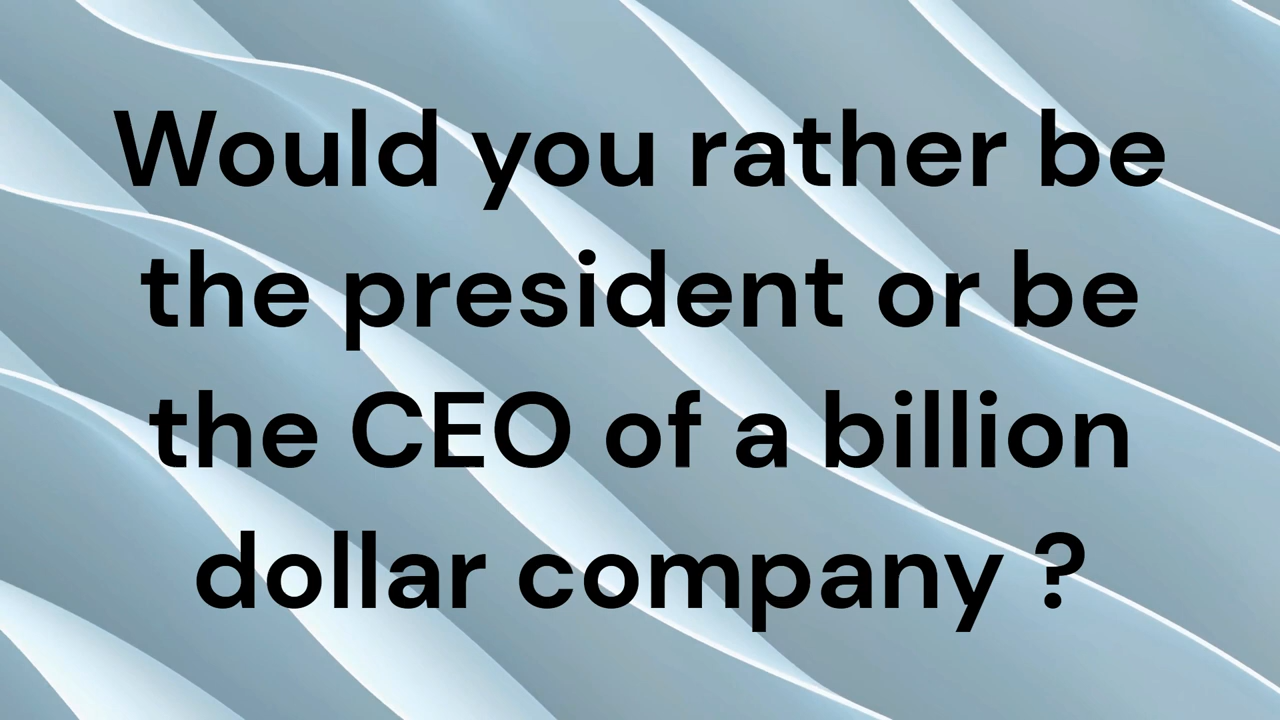 Would you rather be
the president or be
the CEO of a billion
dollar company ?